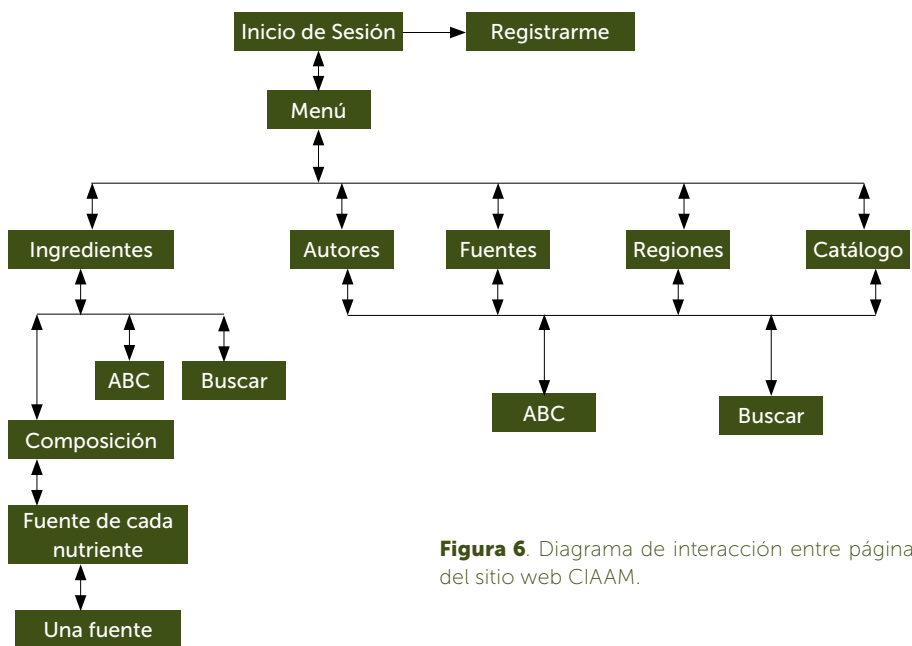 Inicio de Sesión
Registrarme
Menú
Ingredientes
Autores
Fuentes
Regiones
Catálogo
ABC
Buscar
ABC
Buscar
Composición
Fuente de cada
nutriente
Una fuente
Figura 6. Diagrama de interacción entre página
del sitio web CIAAM.